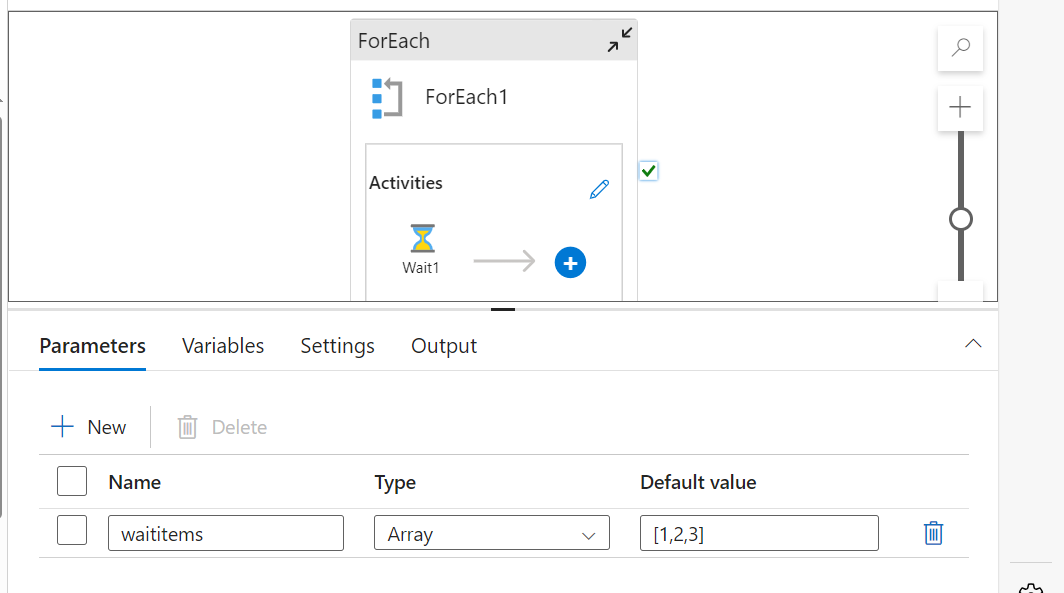 ForEach
ForEach1
Activities
Wait1
Parameters Variables Settings Output
New Delete
Name Type Default value
waititems Array [1,2,3]